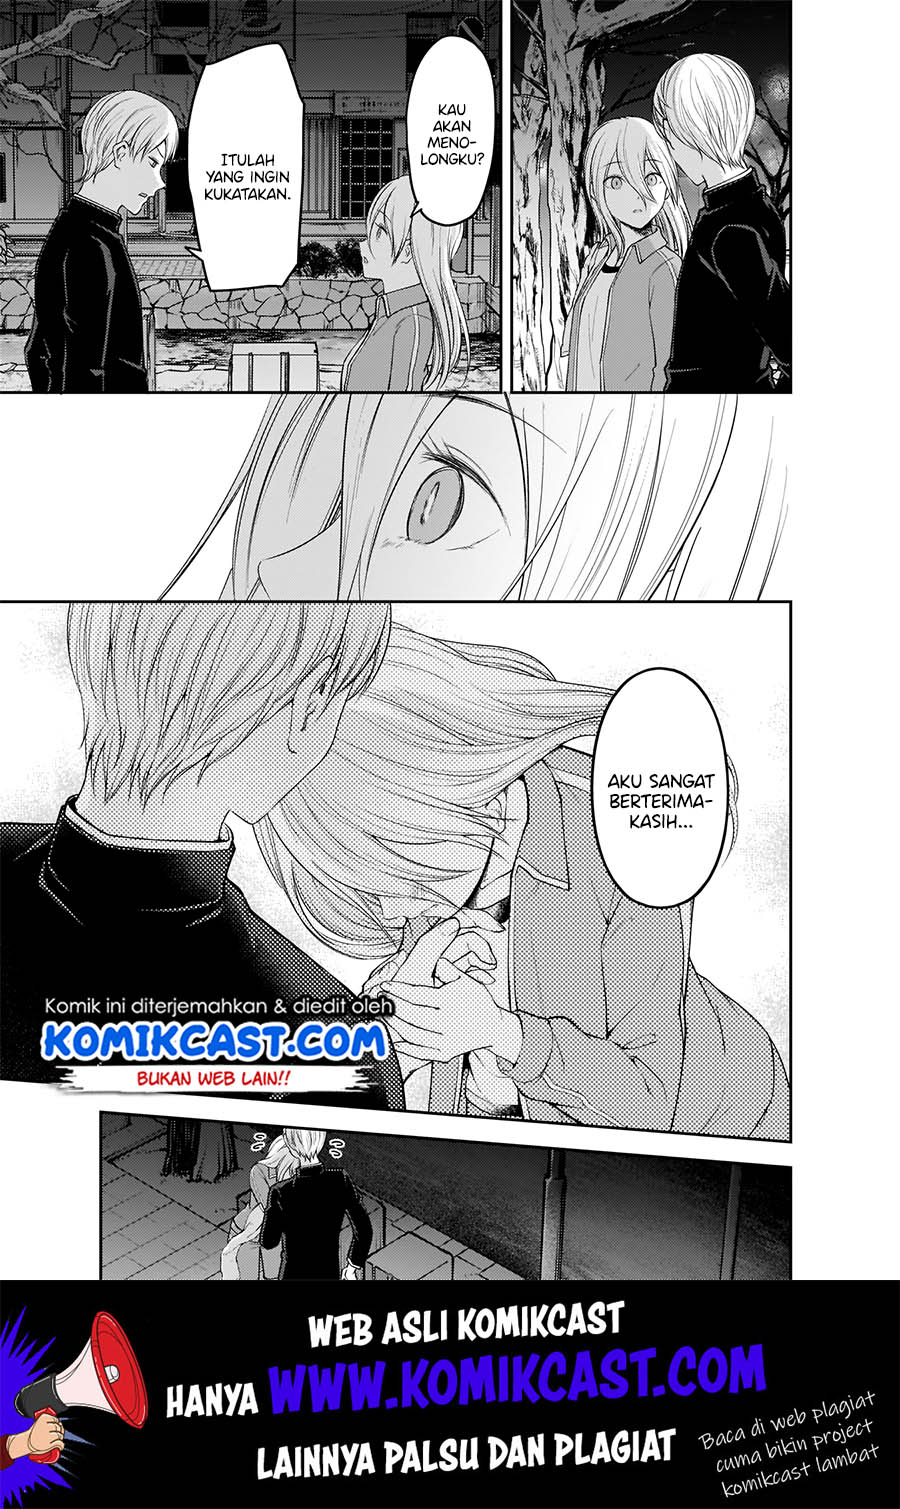 KAU
AKAN
MENO-
LONGKU?
ITULAH
YANG INGIN
KUKATAKAN.
AKU SANGAT
BERTERIMA-
KASIH...
Komik ini diterjemahkan & diedit oleh
KOMIKCAST.COM
BUKAN WEB LAIN!!
WEB ASLI KOMIKCAST
HANYA WWW.KOMIKCAST.COM
LAINNYA PALSU DAN PLAGIAT
Baca di web plagiat
cuma bikin project
komikcast lambat